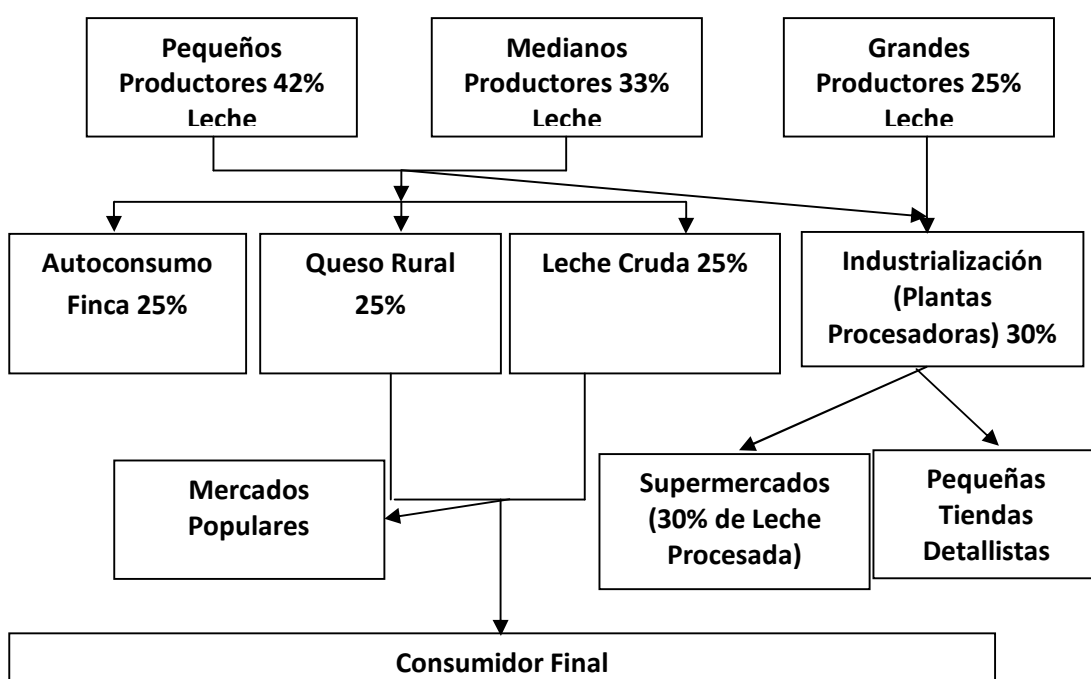 Pequeños
Productores 42%
Leche
Medianos
Productores 33%
Leche
Grandes
Productores 25%
Leche
Autoconsumo
Finca 25%
Queso Rural
25%
Leche Cruda 25%
Industrialización
(Plantas
Procesadoras) 30%
Mercados
Populares
Supermercados
(30% de Leche
Procesada)
Pequeñas
Tiendas
Detallistas
Consumidor Final